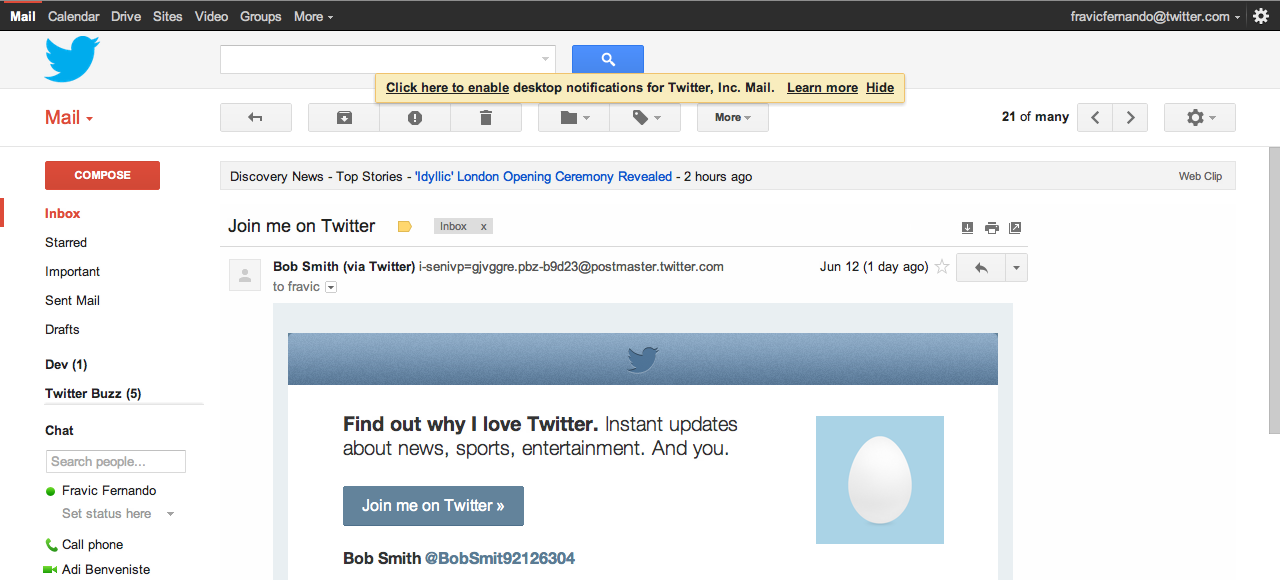 Mail Calendar Drive Sites Video Groups More
fravicfernando@twitter.com
Click here to enable desktop notifications for Twitter, Inc. Mail. Learn more Hide
Mail
More
21 of many
COMPOSE
Discovery News - Top Stories - 'Idyllic' London Opening Ceremony Revealed - 2 hours ago
Web Clip
Inbox
Starred
Important
Sent Mail
Drafts
Dev (1)
Twitter Buzz (5)
Chat
Search people...
Fravic Fernando
Set status here
Call phone
Adi Benveniste
Join me on Twitter
Inbox x
Bob Smith (via Twitter) i-senivp=gjvggre.pbz-b9d23@postmaster.twitter.com
Jun 12 (1 day ago)
to fravic
Find out why I love Twitter. Instant updates
about news, sports, entertainment. And you.
Join me on Twitter »
Bob Smith @BobSmit92126304